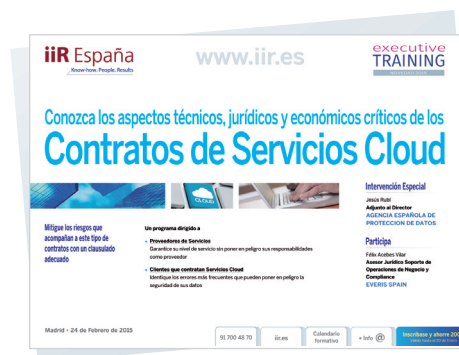 iiR España
Know-how. People. Results
www.iir.es
executive
TRAINING
Conozca los aspectos técnicos, jurídicos y económicos críticos de los
Contratos de Servicios Cloud
CLOUD
Mitigue los riesgos que
acompañan a este tipo de
contratos con un clausulado
adecuado
Un programa dirigido a
• Proveedores de Servicios
Garantice su nivel de servicio sin poner en peligro sus responsabilidades
como proveedor
• Clientes que contratan Servicios Cloud
Identifique los errores más frecuentes que pueden poner en peligro la
seguridad de sus datos
Intervención Especial
Jesús Rubí
Adjunto al Director
AGENCIA ESPAÑOLA DE
PROTECCION DE DATOS
Participa
Félix Acebes Vilar
Asesor Jurídico Soporte de
Operaciones de Negocio y
Compliance
EVERIS SPAIN
Madrid - 24 de Febrero de 2015
91 700 48 70
iir.es
Calendario
formativo
+ Info @
Inscríbase y ahorre 200